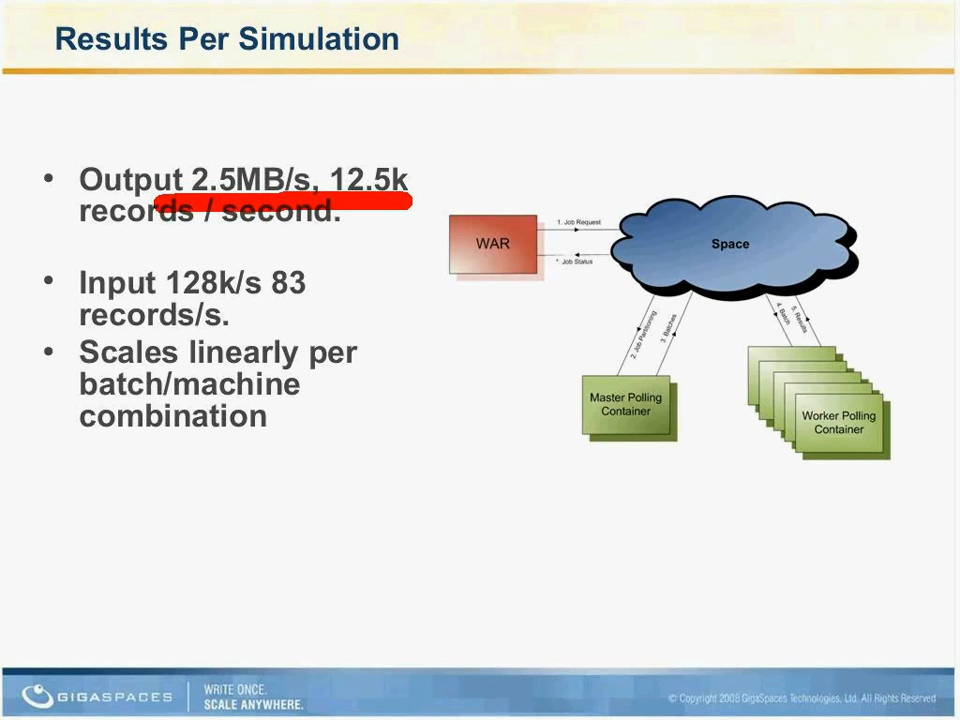 Results Per Simulation
• Output 2.5MB/s, 12.5k
records / second.
• Input 128k/s 83
records/s.
• Scales linearly per
batch/machine
combination
WAR
1. Job Request
*. Job Status
Space
2. Job Partitioning
3. Batches
4. Batch
5. Results
Master Polling
Container
Worker Polling
Container
GIGASPACES
WRITE ONCE.
SCALE ANYWHERE.
© Copyright 2008 GigaSpaces Technologies, Ltd. All Rights Reserved